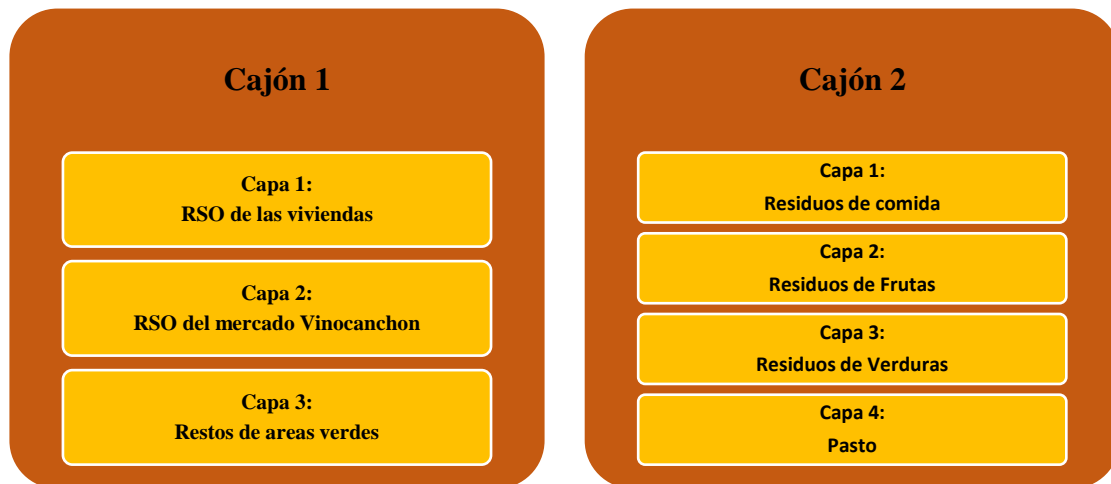 Cajón 1
Capa 1:
RSO de las viviendas
Capa 2:
RSO del mercado Vinocanchon
Capa 3:
Restos de areas verdes
Cajón 2
Capa 1:
Residuos de comida
Capa 2:
Residuos de Frutas
Capa 3:
Residuos de Verduras
Capa 4:
Pasto